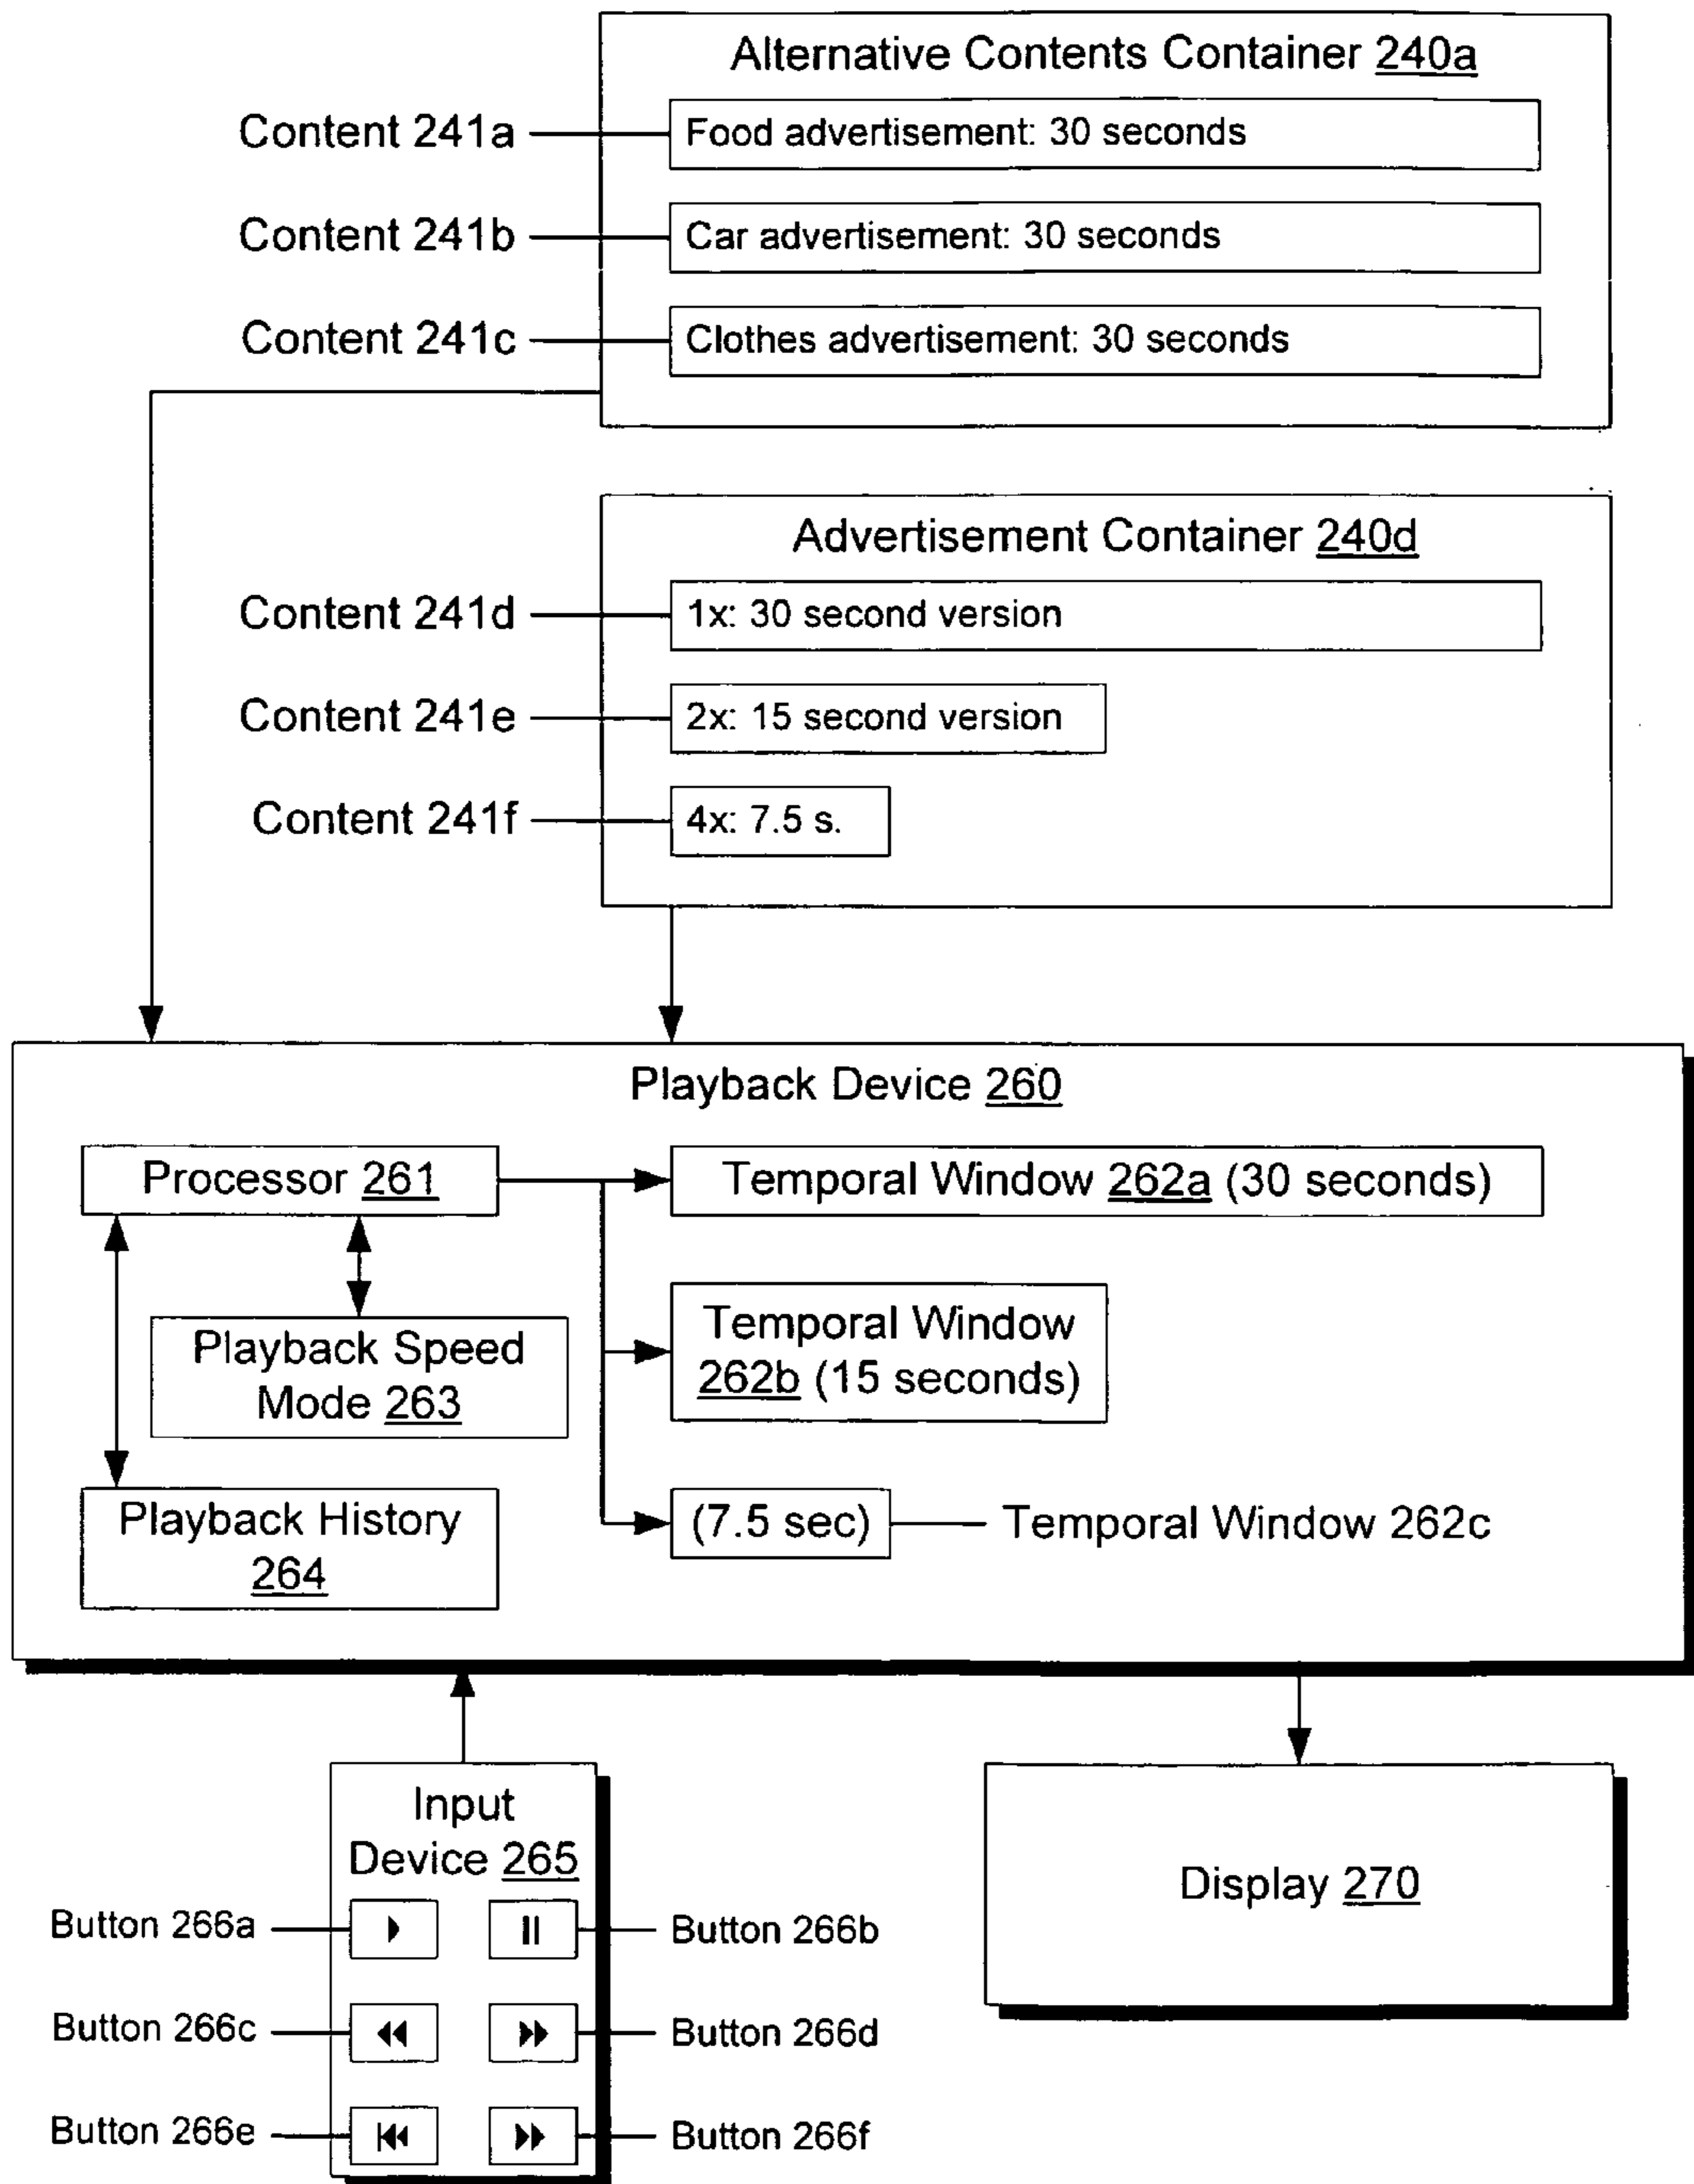 Alternative Contents Container 240a
Content 241a
Food advertisement: 30 seconds
Content 241b
Car advertisement: 30 seconds
Content 241c
Clothes advertisement: 30 seconds
Advertisement Container 240d
Content 241d
1x: 30 second version
Content 241e
2x: 15 second version
Content 241f
4x: 7.5 s.
Playback Device 260
Processor 261
Temporal Window 262a (30 seconds)
Temporal Window
262b (15 seconds)
Playback Speed
Mode 263
Playback History
264
(7.5 sec)
Temporal Window 262c
Input
Device 265
Button 266a
Button 266b
Button 266c
Button 266d
Button 266e
Button 266f
Display 270